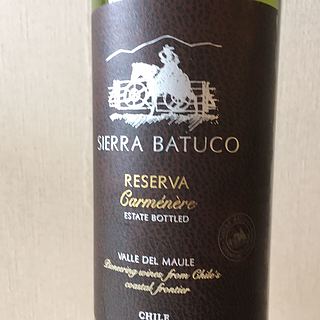 SIERRA BATUCO
RESERVA
Carménère
ESTATE BOTTLED
VALLE DEL MAULE
Pioneering wines from Chile's
coastal frontier
CHILE